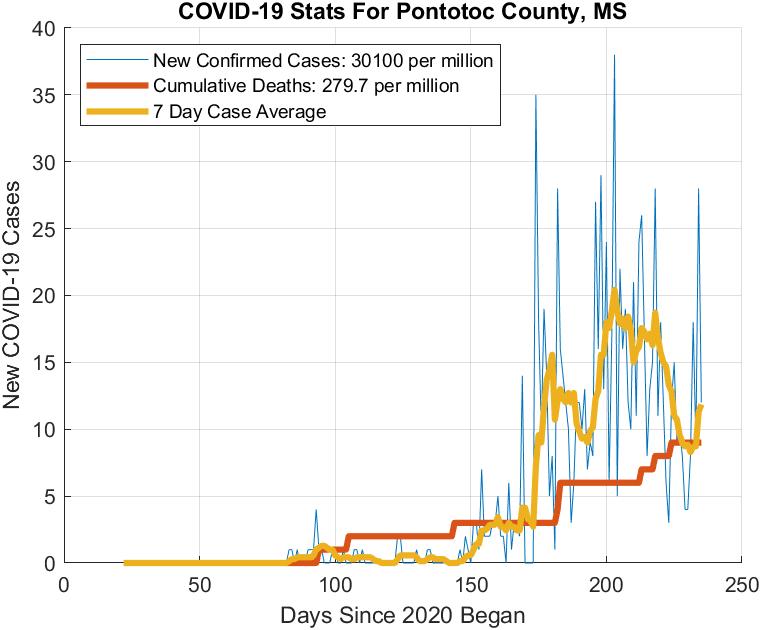 COVID-19 Stats For Pontotoc County, MS
New Confirmed Cases: 30100 per million
Cumulative Deaths: 279.7 per million
7 Day Case Average
New COVID-19 Cases
40
35
30
25
20
15
10
5
0
0 50 100 150 200 250
Days Since 2020 Began